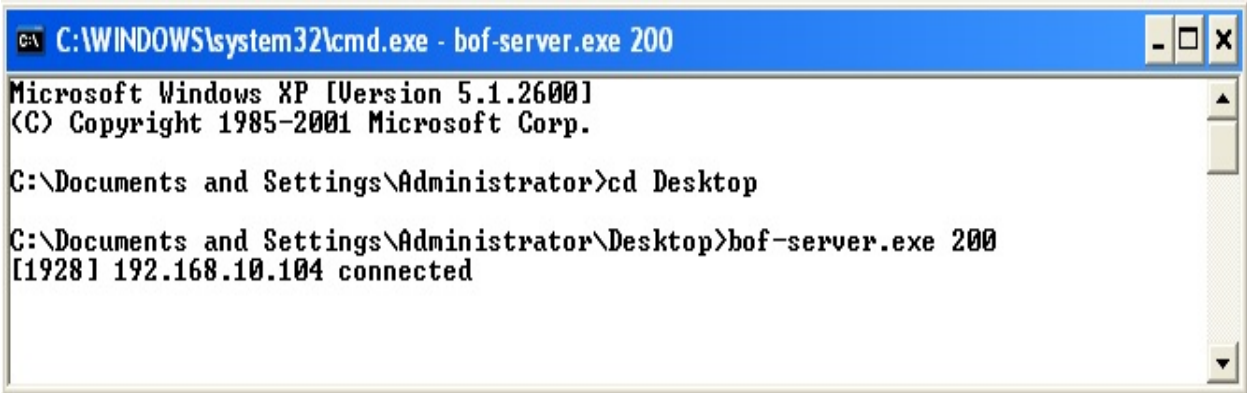 C:\WINDOWS\system32\cmd.exe - bof-server.exe 200
Microsoft Windows XP [Version 5.1.2600]
(C) Copyright 1985-2001 Microsoft Corp.
C:\Documents and Settings\Administrator>cd Desktop
C:\Documents and Settings\Administrator\Desktop>bof-server.exe 200
[1928] 192.168.10.104 connected